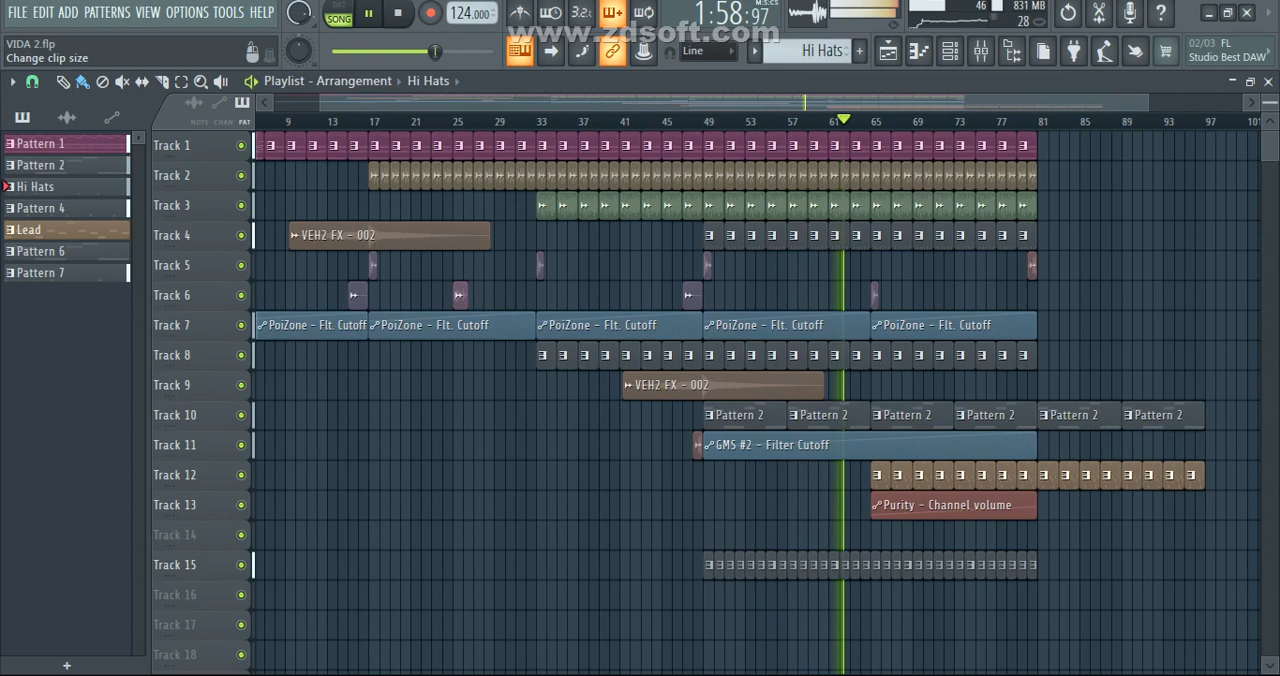 FILE EDIT ADD PATTERNS VIEW OPTIONS TOOLS HELP
PAT
SONG
124.000
3.2
1:58:97
M:S:CS
46
831 MB
28
www.zdsoft.com
VIDA 2.flp
Change clip size
Line
Hi Hats
02/03 FL
Studio Best DAW
Playlist - Arrangement Hi Hats
NOTE CHAN PAT
9 13 17 21 25 29 33 37 41 45 49 53 57 61 65 69 73 77 81 85 89 93 97 101
Pattern 1
Pattern 2
Hi Hats
Pattern 4
Lead
Pattern 6
Pattern 7
Track 1
Track 2
Track 3
Track 4
VEH2 FX - 002
Track 5
Track 6
Track 7
PoiZone - Flt. Cutoff
PoiZone - Flt. Cutoff
PoiZone - Flt. Cutoff
PoiZone - Flt. Cutoff
PoiZone - Flt. Cutoff
Track 8
Track 9
VEH2 FX - 002
Track 10
Pattern 2
Pattern 2
Pattern 2
Pattern 2
Pattern 2
Pattern 2
Track 11
GMS #2 - Filter Cutoff
Track 12
Track 13
Purity - Channel volume
Track 14
Track 15
Track 16
Track 17
Track 18